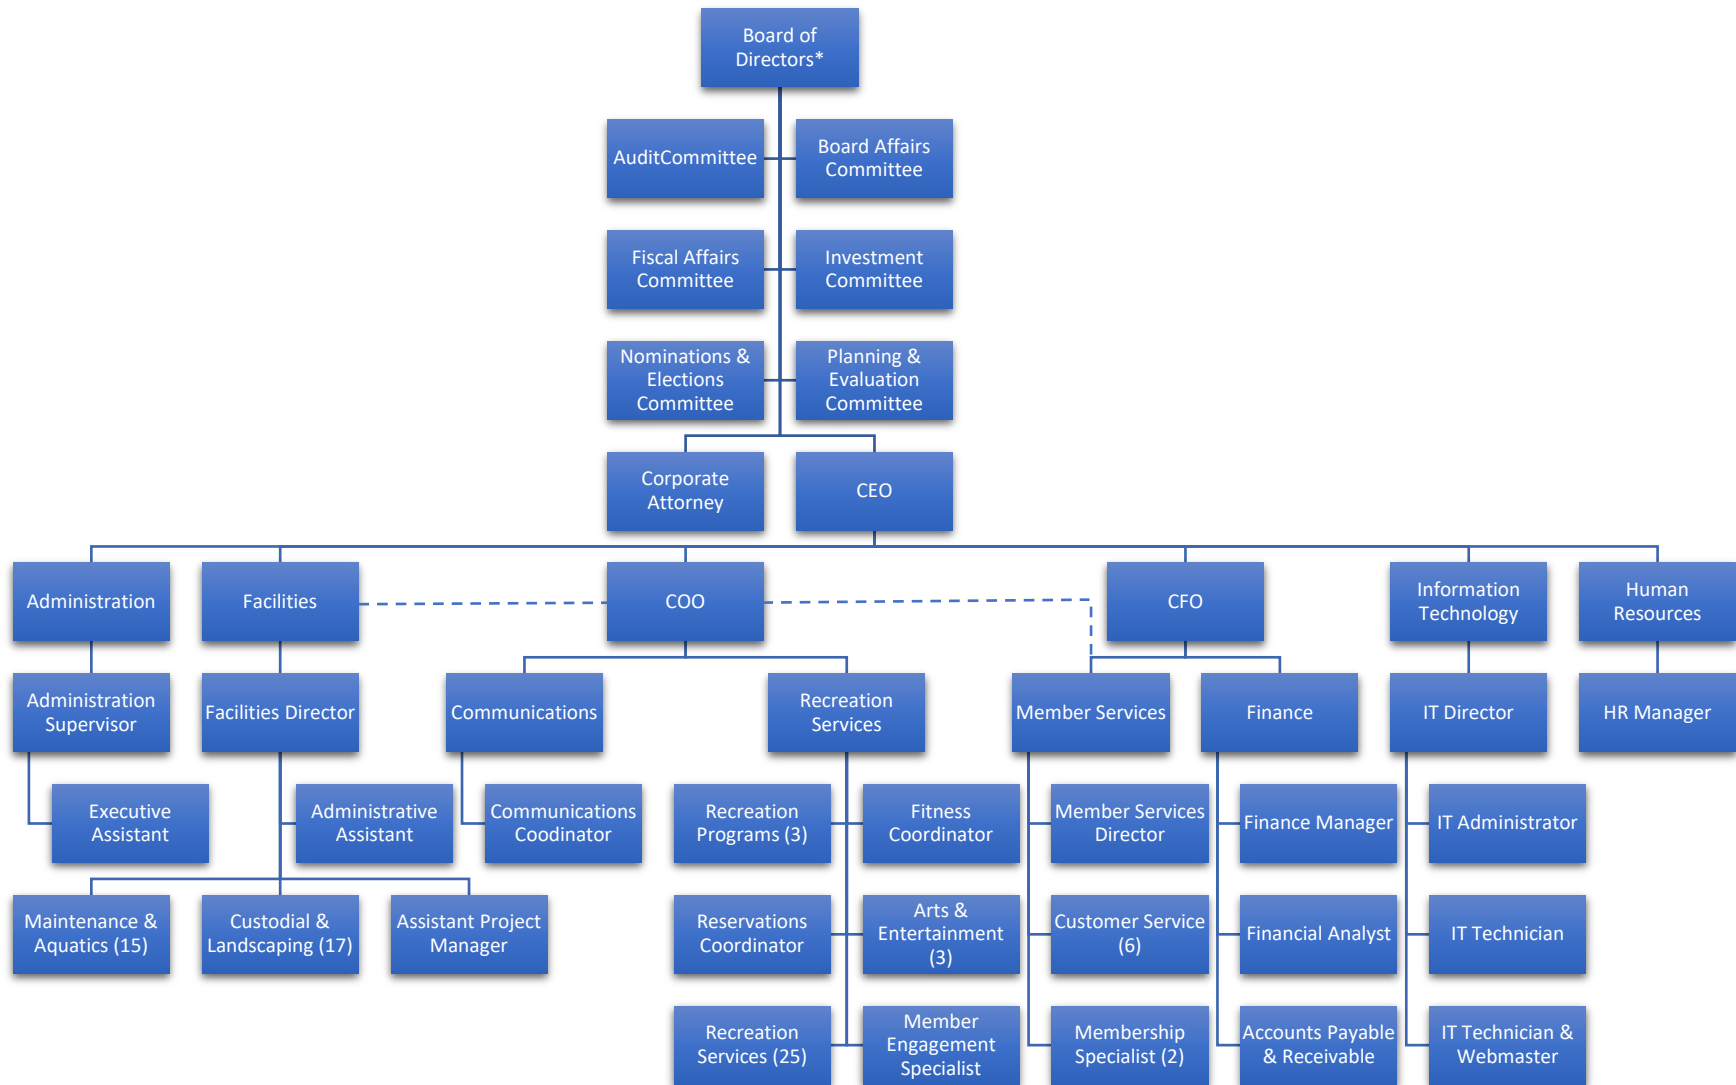 Board of
Directors*
AuditCommittee
Board Affairs
Committee
Fiscal Affairs
Committee
Investment
Committee
Nominations &
Elections
Committee
Planning &
Evaluation
Committee
Corporate
Attorney
CEO
Administration
Facilities
COO
CFO
Information
Technology
Human
Resources
Administration
Supervisor
Facilities Director
Communications
Recreation
Services
Member Services
Finance
IT Director
HR Manager
Executive
Assistant
Administrative
Assistant
Communications
Coodinator
Recreation
Programs (3)
Fitness
Coordinator
Member Services
Director
Finance Manager
IT Administrator
Maintenance &
Aquatics (15)
Custodial &
Landscaping (17)
Assistant Project
Manager
Reservations
Coordinator
Arts &
Entertainment
(3)
Customer Service
(6)
Financial Analyst
IT Technician
Recreation
Services (25)
Member
Engagement
Specialist
Membership
Specialist (2)
Accounts Payable
& Receivable
IT Technician &
Webmaster